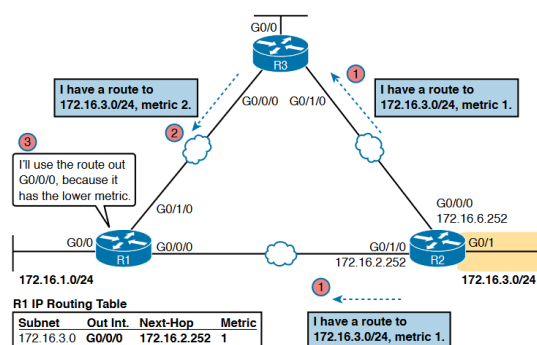 G0/0
R3
1
I have a route to
172.16.3.0/24, metric 2.
G0/0/0
G0/1/0
I have a route to
172.16.3.0/24, metric 1.
2
3
I'll use the route out
G0/0/0, because it
has the lower metric.
G0/1/0
G0/0/0
172.16.6.252
G0/0
R1
G0/0/0
G0/1/0
172.16.2.252
R2
G0/1
172.16.1.0/24
172.16.3.0/24
1
R1 IP Routing Table
Subnet Out Int. Next-Hop Metric
172.16.3.0 G0/0/0 172.16.2.252 1
I have a route to
172.16.3.0/24, metric 1.